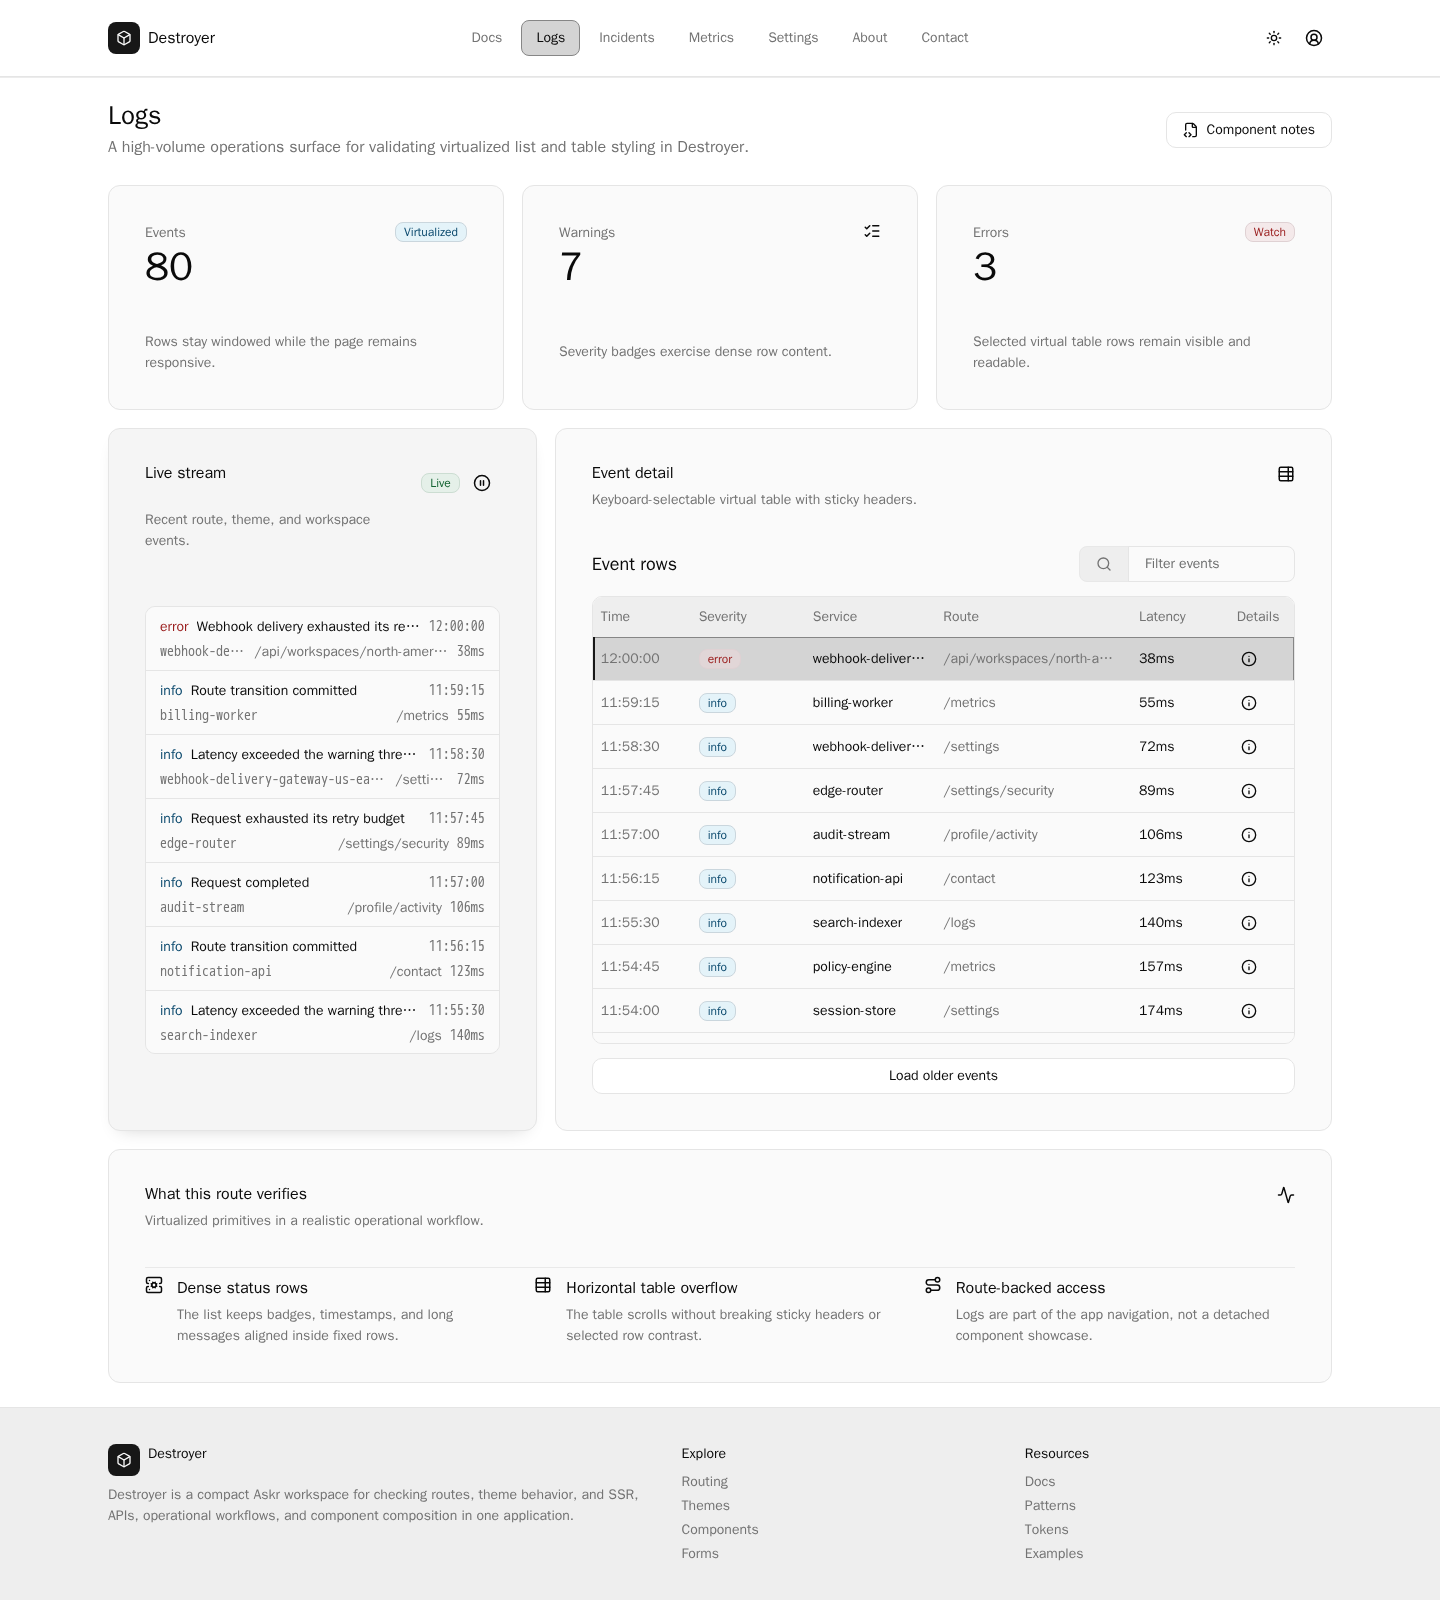 Destroyer
Docs
Logs
Incidents
Metrics
Settings
About
Contact
Logs
A high-volume operations surface for validating virtualized list and table styling in Destroyer.
Component notes
Events
Virtualized
80
Rows stay windowed while the page remains
responsive.
Warnings
7
Severity badges exercise dense row content.
Errors
Watch
3
Selected virtual table rows remain visible and
readable.
Live stream
Live
Recent route, theme, and workspace
events.
error Webhook delivery exhausted its re··· 12:00:00
webhook-de··· /api/workspaces/north-amer··· 38ms
info Route transition committed 11:59:15
billing-worker /metrics 55ms
info Latency exceeded the warning thre··· 11:58:30
webhook-delivery-gateway-us-ea··· /setti··· 72ms
info Request exhausted its retry budget 11:57:45
edge-router /settings/security 89ms
info Request completed 11:57:00
audit-stream /profile/activity 106ms
info Route transition committed 11:56:15
notification-api /contact 123ms
info Latency exceeded the warning thre··· 11:55:30
search-indexer /logs 140ms
Event detail
Keyboard-selectable virtual table with sticky headers.
Event rows
Filter events
Time Severity Service Route Latency Details
12:00:00 error webhook-deliver··· /api/workspaces/north-a··· 38ms
11:59:15 info billing-worker /metrics 55ms
11:58:30 info webhook-deliver··· /settings 72ms
11:57:45 info edge-router /settings/security 89ms
11:57:00 info audit-stream /profile/activity 106ms
11:56:15 info notification-api /contact 123ms
11:55:30 info search-indexer /logs 140ms
11:54:45 info policy-engine /metrics 157ms
11:54:00 info session-store /settings 174ms
Load older events
What this route verifies
Virtualized primitives in a realistic operational workflow.
Dense status rows
The list keeps badges, timestamps, and long
messages aligned inside fixed rows.
Horizontal table overflow
The table scrolls without breaking sticky headers or
selected row contrast.
Route-backed access
Logs are part of the app navigation, not a detached
component showcase.
Destroyer
Destroyer is a compact Askr workspace for checking routes, theme behavior, and SSR,
APIs, operational workflows, and component composition in one application.
Explore
Routing
Themes
Components
Forms
Resources
Docs
Patterns
Tokens
Examples